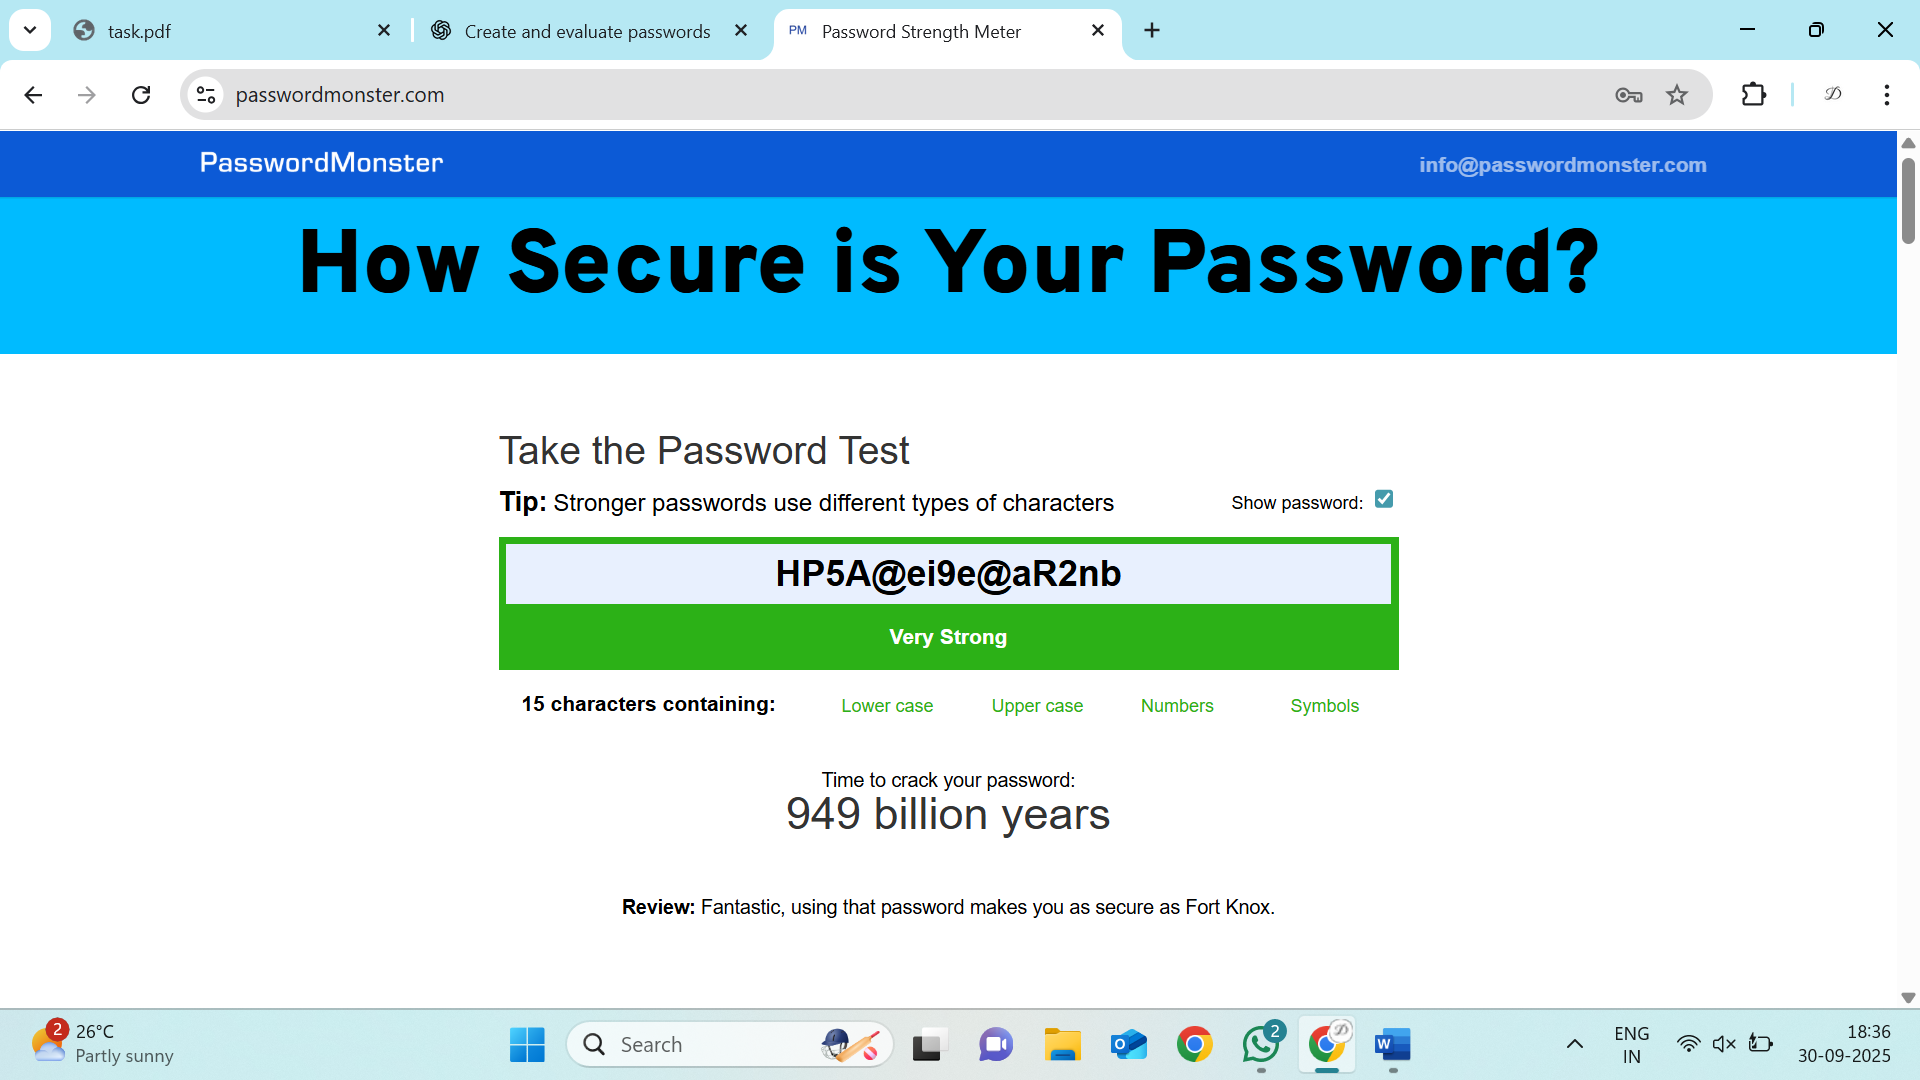 task.pdf
Create and evaluate passwords
PM Password Strength Meter
passwordmonster.com
PasswordMonster
info@passwordmonster.com
How Secure is Your Password?
Take the Password Test
Tip: Stronger passwords use different types of characters
Show password:
HP5A@ei9e@aR2nb
Very Strong
15 characters containing:
Lower case
Upper case
Numbers
Symbols
Time to crack your password:
949 billion years
Review: Fantastic, using that password makes you as secure as Fort Knox.
2
26°C
Partly sunny
Search
2
ENG
IN
18:36
30-09-2025